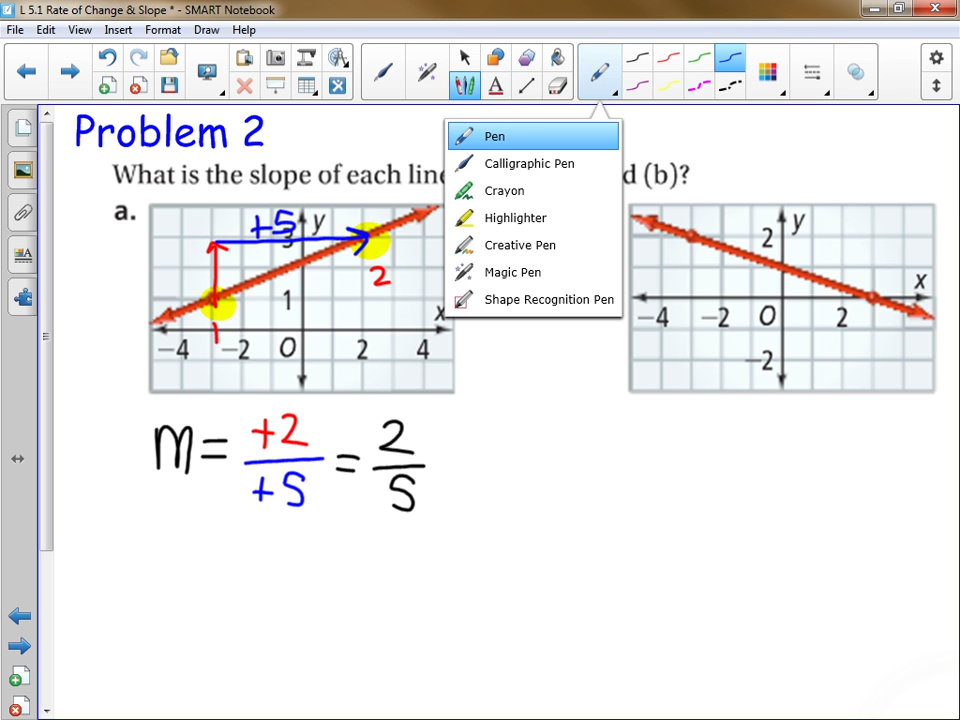 L 5.1 Rate of Change & Slope * - SMART Notebook
File Edit View Insert Format Draw Help
Problem 2
What is the slope of each line
d (b)?
a.
Pen
Calligraphic Pen
Crayon
Highlighter
Creative Pen
Magic Pen
Shape Recognition Pen
+5 y
3
2
1
x
1
−4 −2 O 2 4
y
2
x
−4 −2 O 2
−2
m = +2/+5 = 2/5